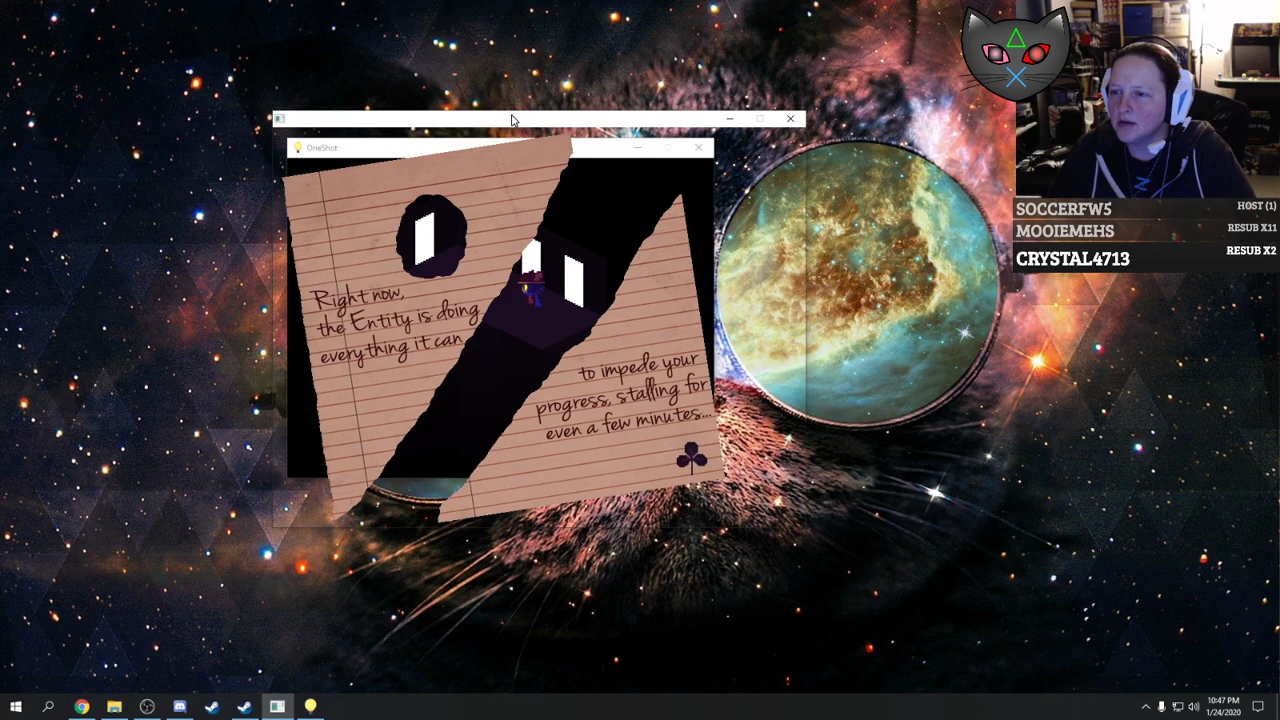 OneShot
Right now,
the Entity is doing
everything it can
to impede your
progress, stalling for
even a few minutes...
SOCCERFW5
HOST (1)
MOOIEMEHS
RESUB X11
CRYSTAL4713
RESUB X2
10:47 PM
1/24/2020